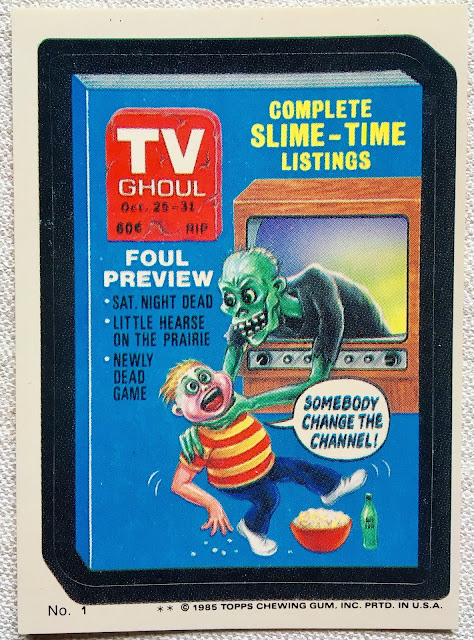 COMPLETE
SLIME-TIME
LISTINGS
TV
GHOUL
Oct. 25-31
60¢ RIP
FOUL
PREVIEW
• SAT. NIGHT DEAD
• LITTLE HEARSE
ON THE PRAIRIE
• NEWLY
DEAD
GAME
SOMEBODY
CHANGE THE
CHANNEL!
No. 1 ** © 1985 TOPPS CHEWING GUM, INC. PRTD. IN U.S.A.